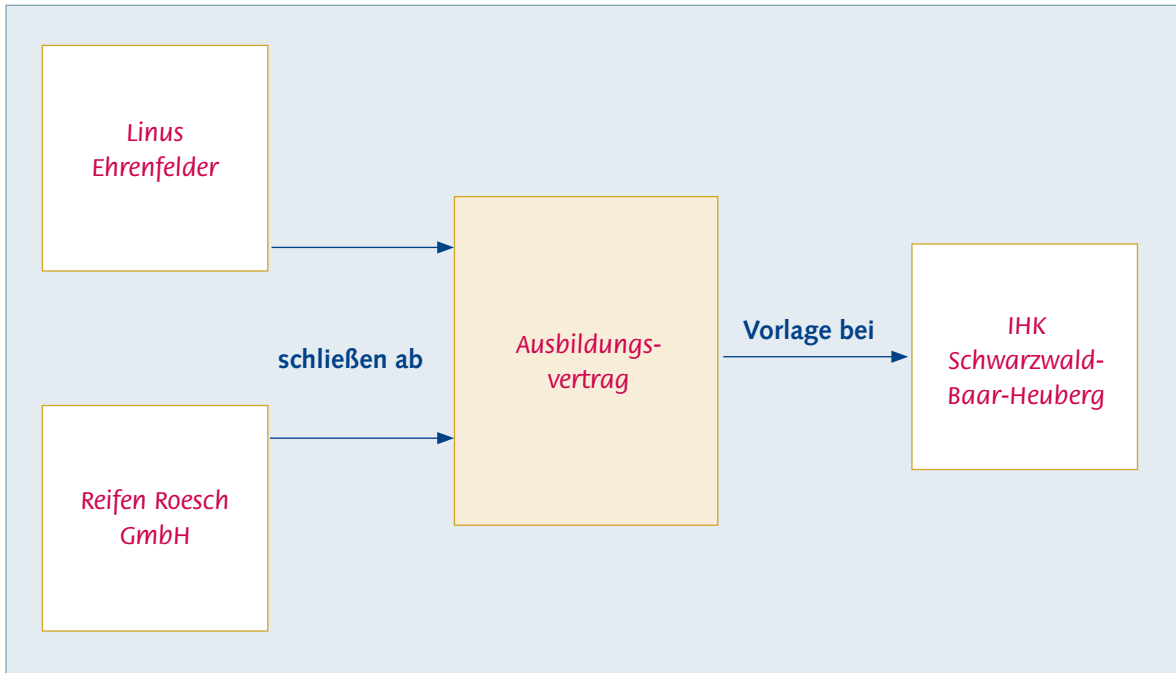 Linus
Ehrenfelder
schließen ab
Reifen Roesch
GmbH
Ausbildungs-
vertrag
Vorlage bei
IHK
Schwarzwald-
Baar-Heuberg